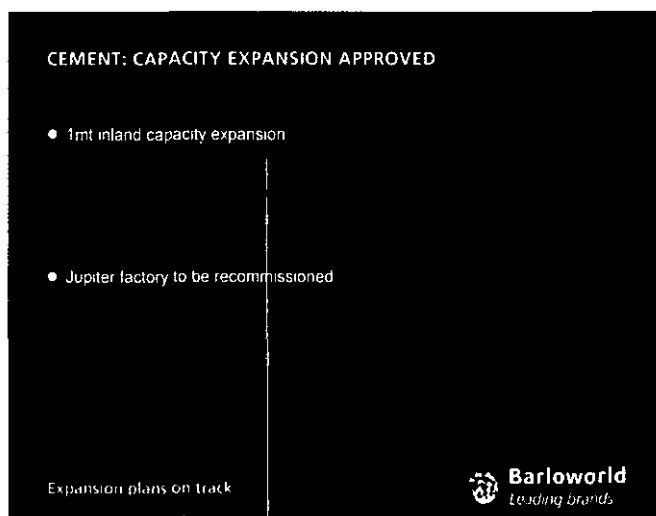 CEMENT: CAPACITY EXPANSION APPROVED
● 1mt inland capacity expansion
● Jupiter factory to be recommissioned
Expansion plans on track
Barloworld
Leading brands